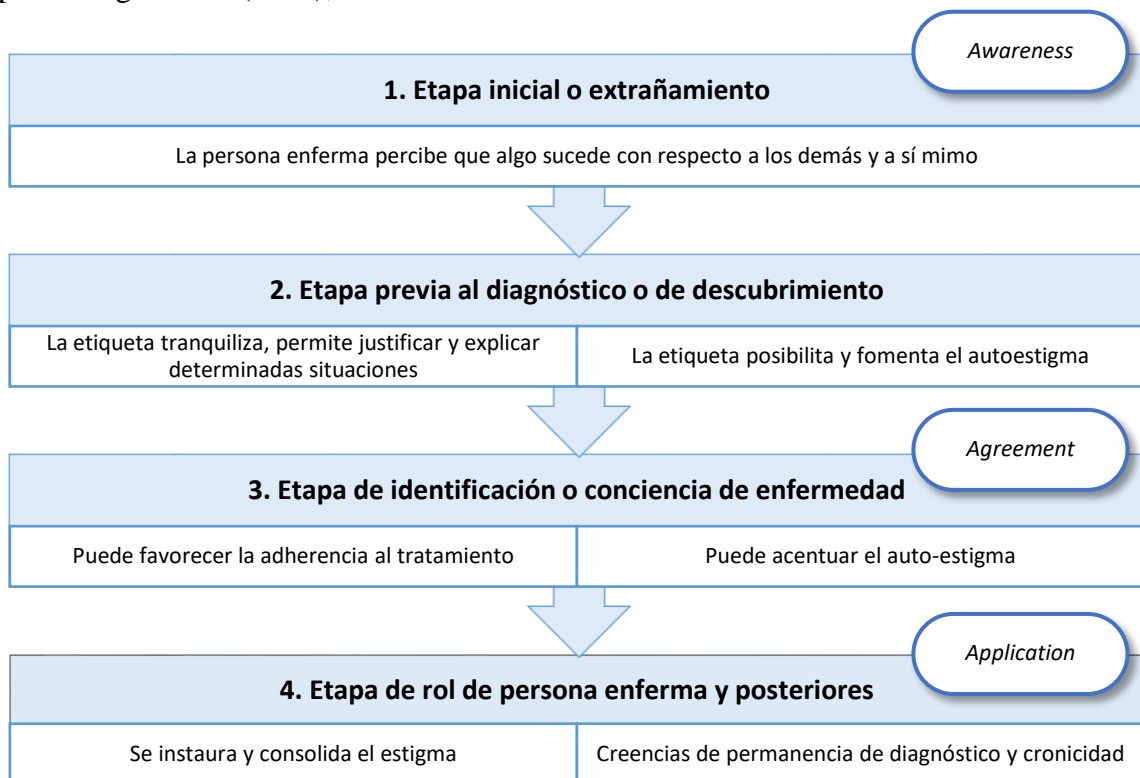 Awareness
1. Etapa inicial o extrañamiento
La persona enferma percibe que algo sucede con respecto a los demás y a sí mimo
2. Etapa previa al diagnóstico o de descubrimiento
La etiqueta tranquiliza, permite justificar y explicar
determinadas situaciones
La etiqueta posibilita y fomenta el autoestigma
Agreement
3. Etapa de identificación o conciencia de enfermedad
Puede favorecer la adherencia al tratamiento
Puede acentuar el auto-estigma
Application
4. Etapa de rol de persona enferma y posteriores
Se instaura y consolida el estigma
Creencias de permanencia de diagnóstico y cronicidad